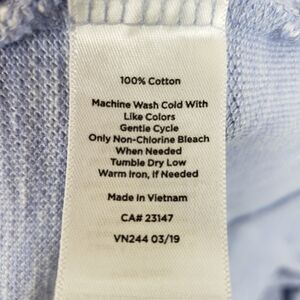 100% Cotton
Machine Wash Cold With
Like Colors
Gentle Cycle
Only Non-Chlorine Bleach
When Needed
Tumble Dry Low
Warm Iron, if Needed
Made in Vietnam
CA# 23147
VN244 03/19